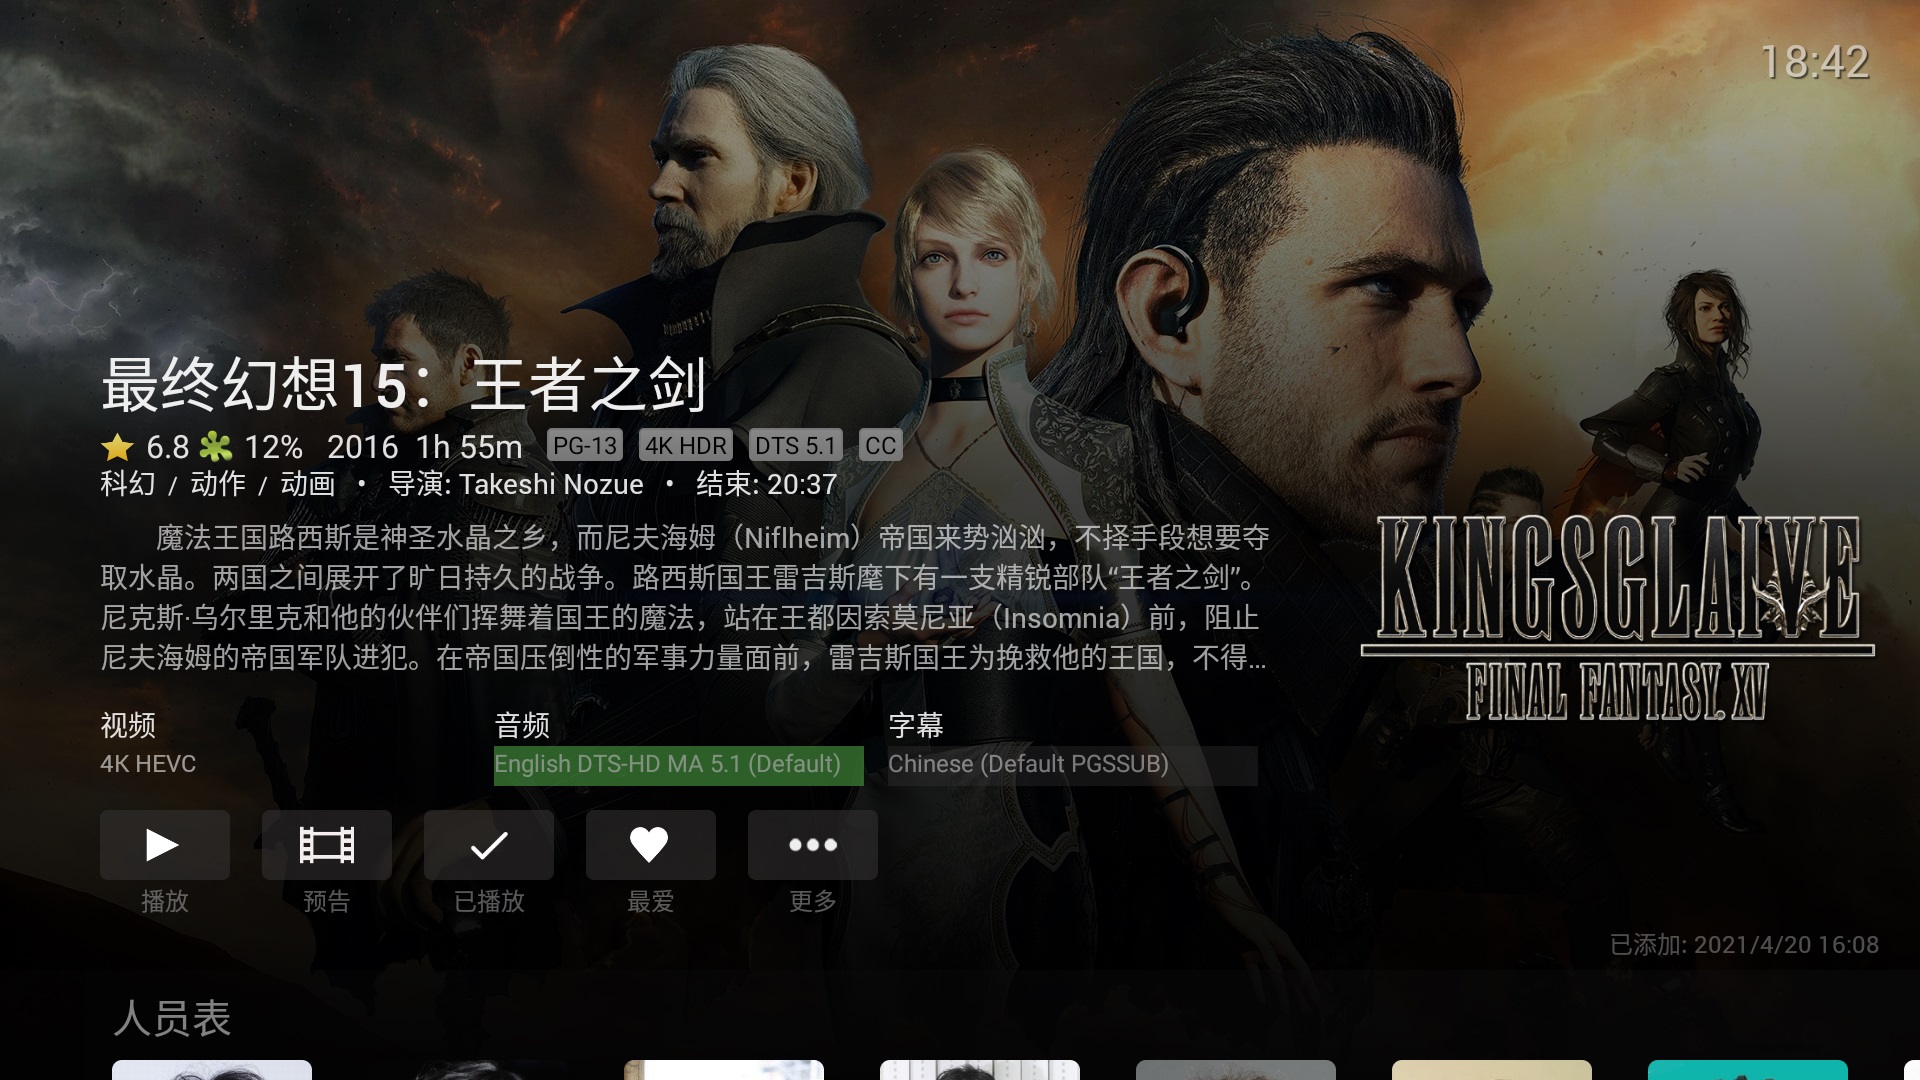 18:42
最终幻想15：王者之剑
6.8 12% 2016 1h 55m PG-13 4K HDR DTS 5.1 CC
科幻 / 动作 / 动画 • 导演: Takeshi Nozue • 结束: 20:37
魔法王国路西斯是神圣水晶之乡，而尼夫海姆（Niflheim）帝国来势汹汹，不择手段想要夺
取水晶。两国之间展开了旷日持久的战争。路西斯国王雷吉斯麾下有一支精锐部队“王者之剑”。
尼克斯·乌尔里克和他的伙伴们挥舞着国王的魔法，站在王都因索莫尼亚（Insomnia）前，阻止
尼夫海姆的帝国军队进犯。在帝国压倒性的军事力量面前，雷吉斯国王为挽救他的王国，不得...
KINGSGLAIVE
FINAL FANTASY XV
视频 音频 字幕
4K HEVC English DTS-HD MA 5.1 (Default) Chinese (Default PGSSUB)
播放 预告 已播放 最爱 更多
已添加: 2021/4/20 16:08
人员表